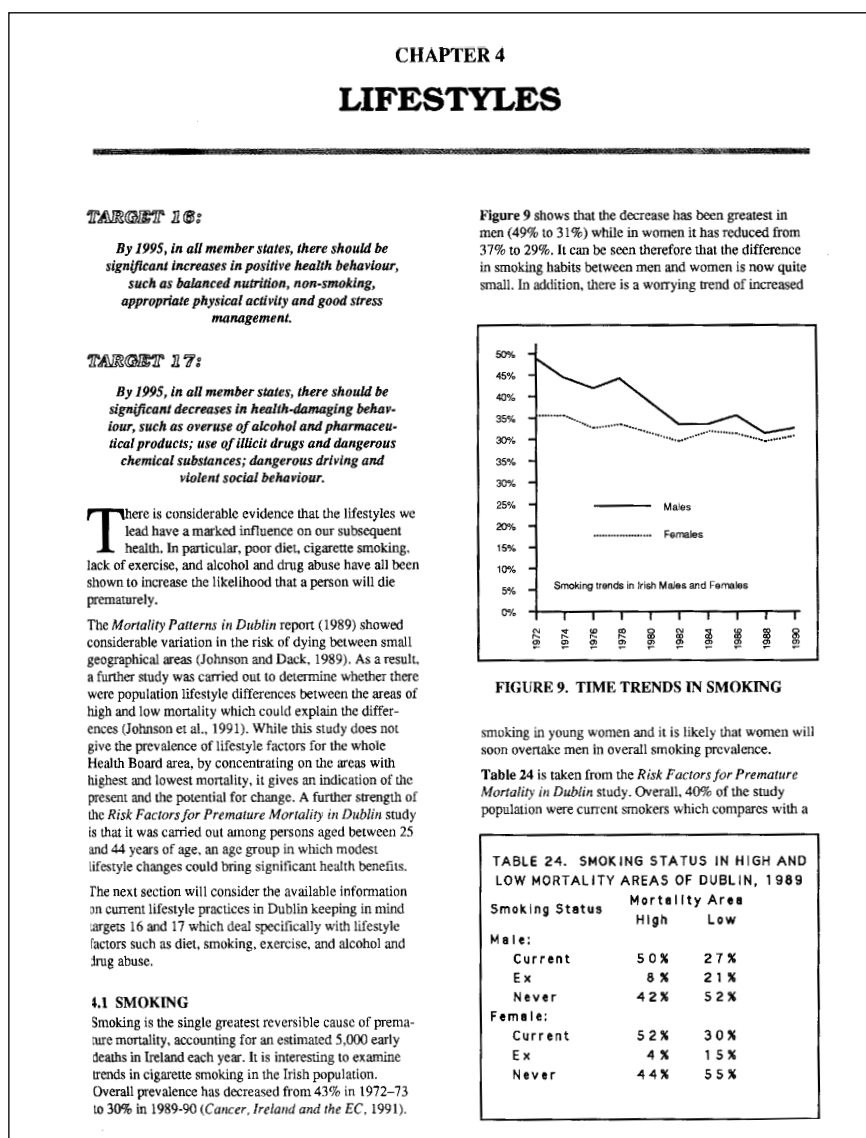 CHAPTER 4
LIFESTYLES
TARGET 16:
By 1995, in all member states, there should be
significant increases in positive health behaviour,
such as balanced nutrition, non-smoking,
appropriate physical activity and good stress
management.
TARGET 17:
By 1995, in all member states, there should be
significant decreases in health-damaging behav-
iour, such as overuse of alcohol and pharmaceu-
tical products; use of illicit drugs and dangerous
chemical substances; dangerous driving and
violent social behaviour.
There is considerable evidence that the lifestyles we
lead have a marked influence on our subsequent
health. In particular, poor diet, cigarette smoking,
lack of exercise, and alcohol and drug abuse have all been
shown to increase the likelihood that a person will die
prematurely.
The Mortality Patterns in Dublin report (1989) showed
considerable variation in the risk of dying between small
geographical areas (Johnson and Dack, 1989). As a result,
a further study was carried out to determine whether there
were population lifestyle differences between the areas of
high and low mortality which could explain the differ-
ences (Johnson et al., 1991). While this study does not
give the prevalence of lifestyle factors for the whole
Health Board area, by concentrating on the areas with
highest and lowest mortality, it gives an indication of the
present and the potential for change. A further strength of
the Risk Factors for Premature Mortality in Dublin study
is that it was carried out among persons aged between 25
and 44 years of age, an age group in which modest
lifestyle changes could bring significant health benefits.
The next section will consider the available information
on current lifestyle practices in Dublin keeping in mind
targets 16 and 17 which deal specifically with lifestyle
factors such as diet, smoking, exercise, and alcohol and
drug abuse.
4.1 SMOKING
Smoking is the single greatest reversible cause of prema-
ture mortality, accounting for an estimated 5,000 early
deaths in Ireland each year. It is interesting to examine
trends in cigarette smoking in the Irish population.
Overall prevalence has decreased from 43% in 1972–73
to 30% in 1989-90 (Cancer, Ireland and the EC, 1991).
Figure 9 shows that the decrease has been greatest in
men (49% to 31%) while in women it has reduced from
37% to 29%. It can be seen therefore that the difference
in smoking habits between men and women is now quite
small. In addition, there is a worrying trend of increased
50%
45%
40%
35%
30%
35%
30%
25%
20%
15%
10%
5%
0%
Males
Females
Smoking trends in Irish Males and Females
1972 1974 1976 1978 1980 1982 1984 1986 1988 1990
FIGURE 9. TIME TRENDS IN SMOKING
smoking in young women and it is likely that women will
soon overtake men in overall smoking prevalence.
Table 24 is taken from the Risk Factors for Premature
Mortality in Dublin study. Overall, 40% of the study
population were current smokers which compares with a
TABLE 24. SMOKING STATUS IN HIGH AND
LOW MORTALITY AREAS OF DUBLIN, 1989
Smoking Status Mortality Area
High Low
Male:
Current 50% 27%
Ex 8% 21%
Never 42% 52%
Female:
Current 52% 30%
Ex 4% 15%
Never 44% 55%